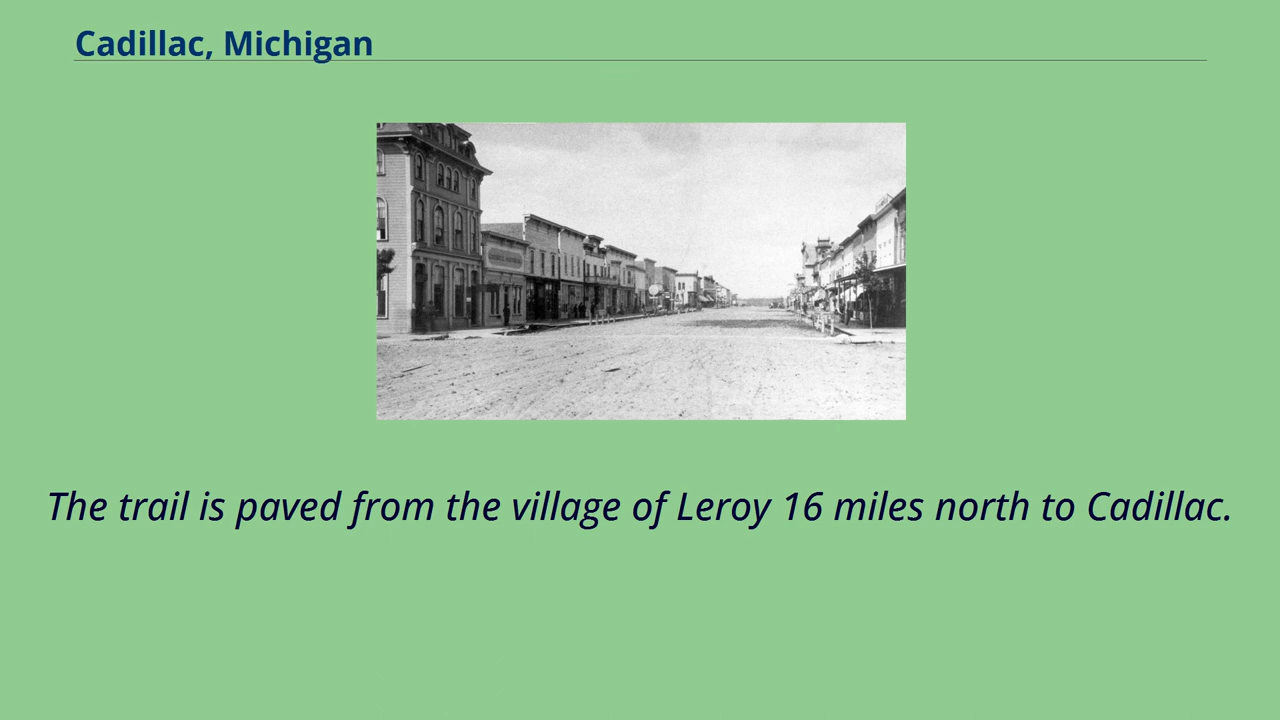 Cadillac, Michigan
The trail is paved from the village of Leroy 16 miles north to Cadillac.